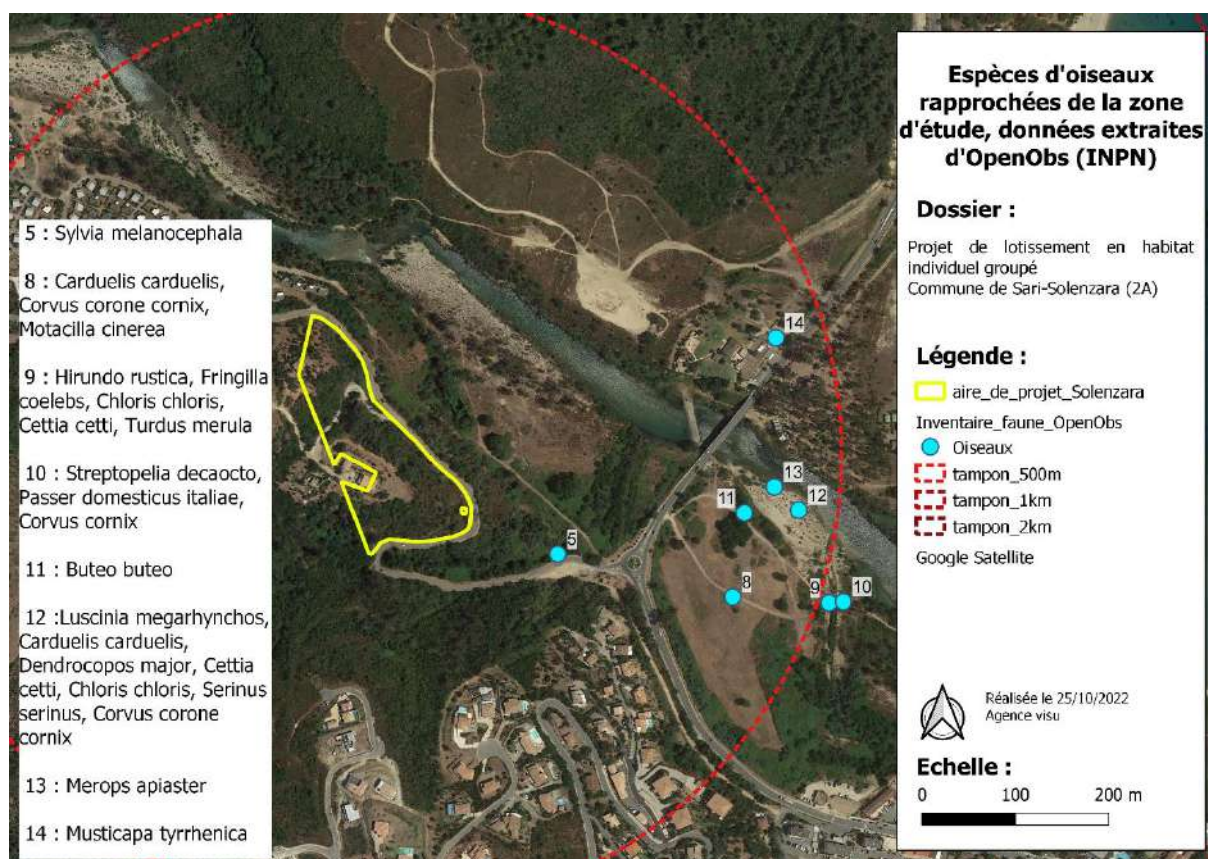 5 : Sylvia melanocephala
8 : Carduelis carduelis,
Corvus corone cornix,
Motacilla cinerea
9 : Hirundo rustica, Fringilla
coelebs, Chloris chloris,
Cettia cetti, Turdus merula
10 : Streptopelia decaocto,
Passer domesticus italiae,
Corvus cornix
11 : Buteo buteo
12 :Luscinia megarhynchos,
Carduelis carduelis,
Dendrocopos major, Cettia
cetti, Chloris chloris, Serinus
serinus, Corvus corone
cornix
13 : Merops apiaster
14 : Musticapa tyrrhenica
14
13
12
11
5
8
9
10
Espèces d'oiseaux
rapprochées de la zone
d'étude, données extraites
d'OpenObs (INPN)
Dossier :
Projet de lotissement en habitat
individuel groupé
Commune de Sari-Solenzara (2A)
Légende :
aire_de_projet_Solenzara
Inventaire_faune_OpenObs
Oiseaux
tampon_500m
tampon_1km
tampon_2km
Google Satellite
Réalisée le 25/10/2022
Agence visu
Echelle :
0 100 200 m